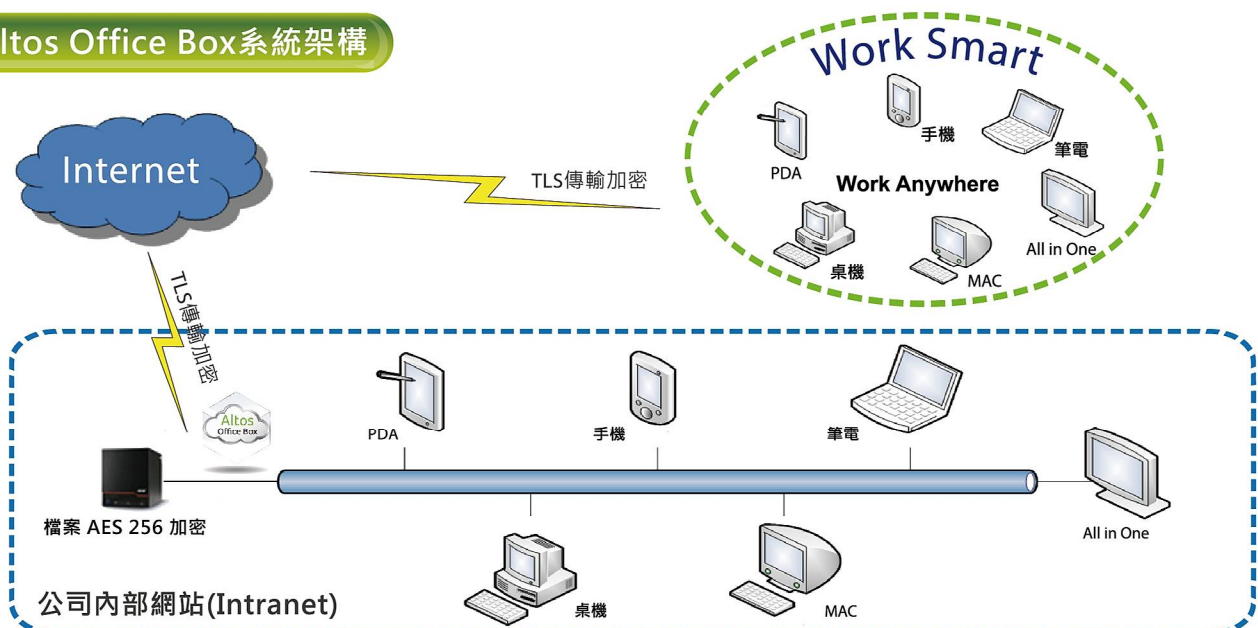 ltos Office Box系統架構
Work Smart
手機
筆電
PDA
Work Anywhere
All in One
桌機
MAC
Internet
TLS傳輸加密
TLS傳輸加密
Altos
Office Box
PDA
手機
筆電
檔案 AES 256 加密
All in One
桌機
MAC
公司內部網站(Intranet)